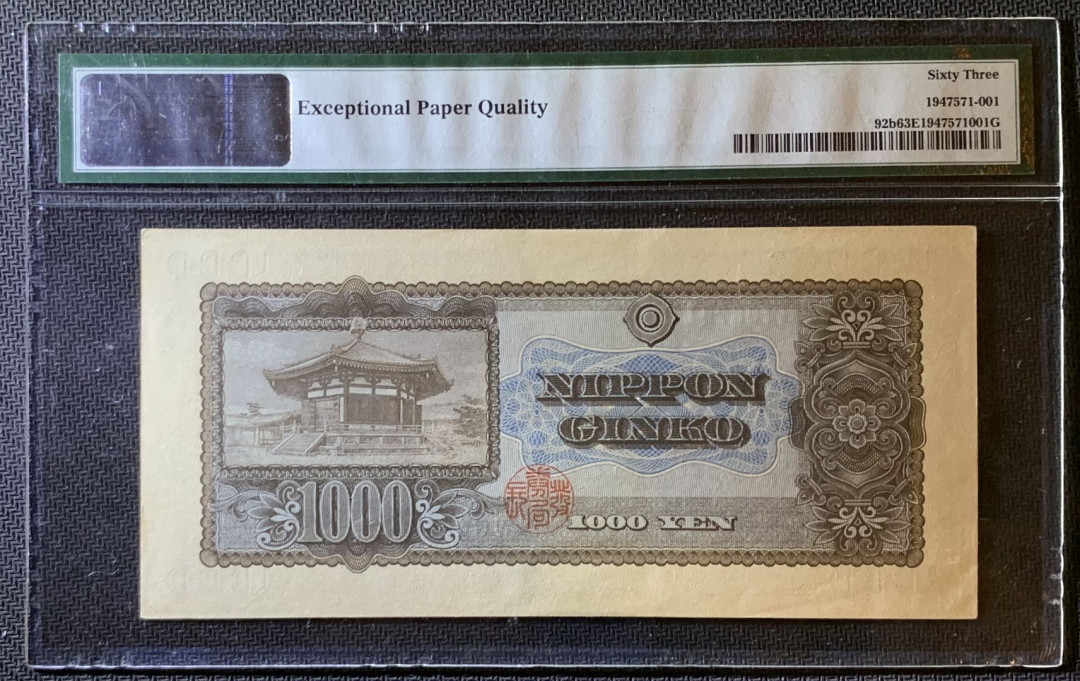 Sixty Three
Exceptional Paper Quality
1947571-001
92b63E1947571001G
NIPPON
GINKO
1000
1000 YEN